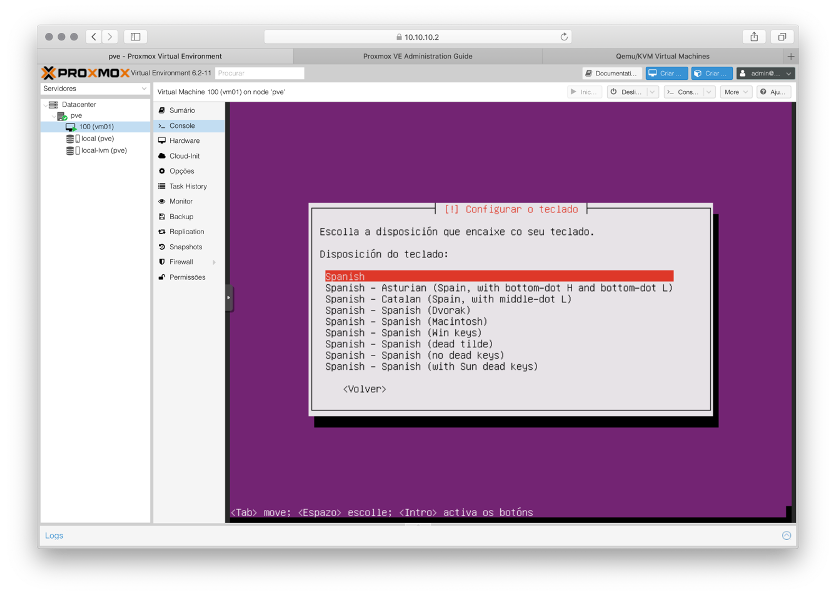 10.10.10.2
pve - Proxmox Virtual Environment
Proxmox VE Administration Guide
Qemu/KVM Virtual Machines
PROXMOX Virtual Environment 6.2-11
Procurar
Documentati...
Criar ...
Criar ...
admin@...
Servidores
Virtual Machine 100 (vm01) on node 'pve'
Inic...
Desli...
Cons...
More
Aju...
Datacenter
pve
100 (vm01)
local (pve)
local-lvm (pve)
Sumário
Console
Hardware
Cloud-Init
Opções
Task History
Monitor
Backup
Replication
Snapshots
Firewall
Permissões
[!] Configurar o teclado
Escolla a disposición que encaixe co seu teclado.
Disposición do teclado:
Spanish
Spanish - Asturian (Spain, with bottom-dot H and bottom-dot L)
Spanish - Catalan (Spain, with middle-dot L)
Spanish - Spanish (Dvorak)
Spanish - Spanish (Macintosh)
Spanish - Spanish (Win keys)
Spanish - Spanish (dead tilde)
Spanish - Spanish (no dead keys)
Spanish - Spanish (with Sun dead keys)
<Volver>
<Tab> move; <Espazo> escolle; <Intro> activa os botóns
Logs